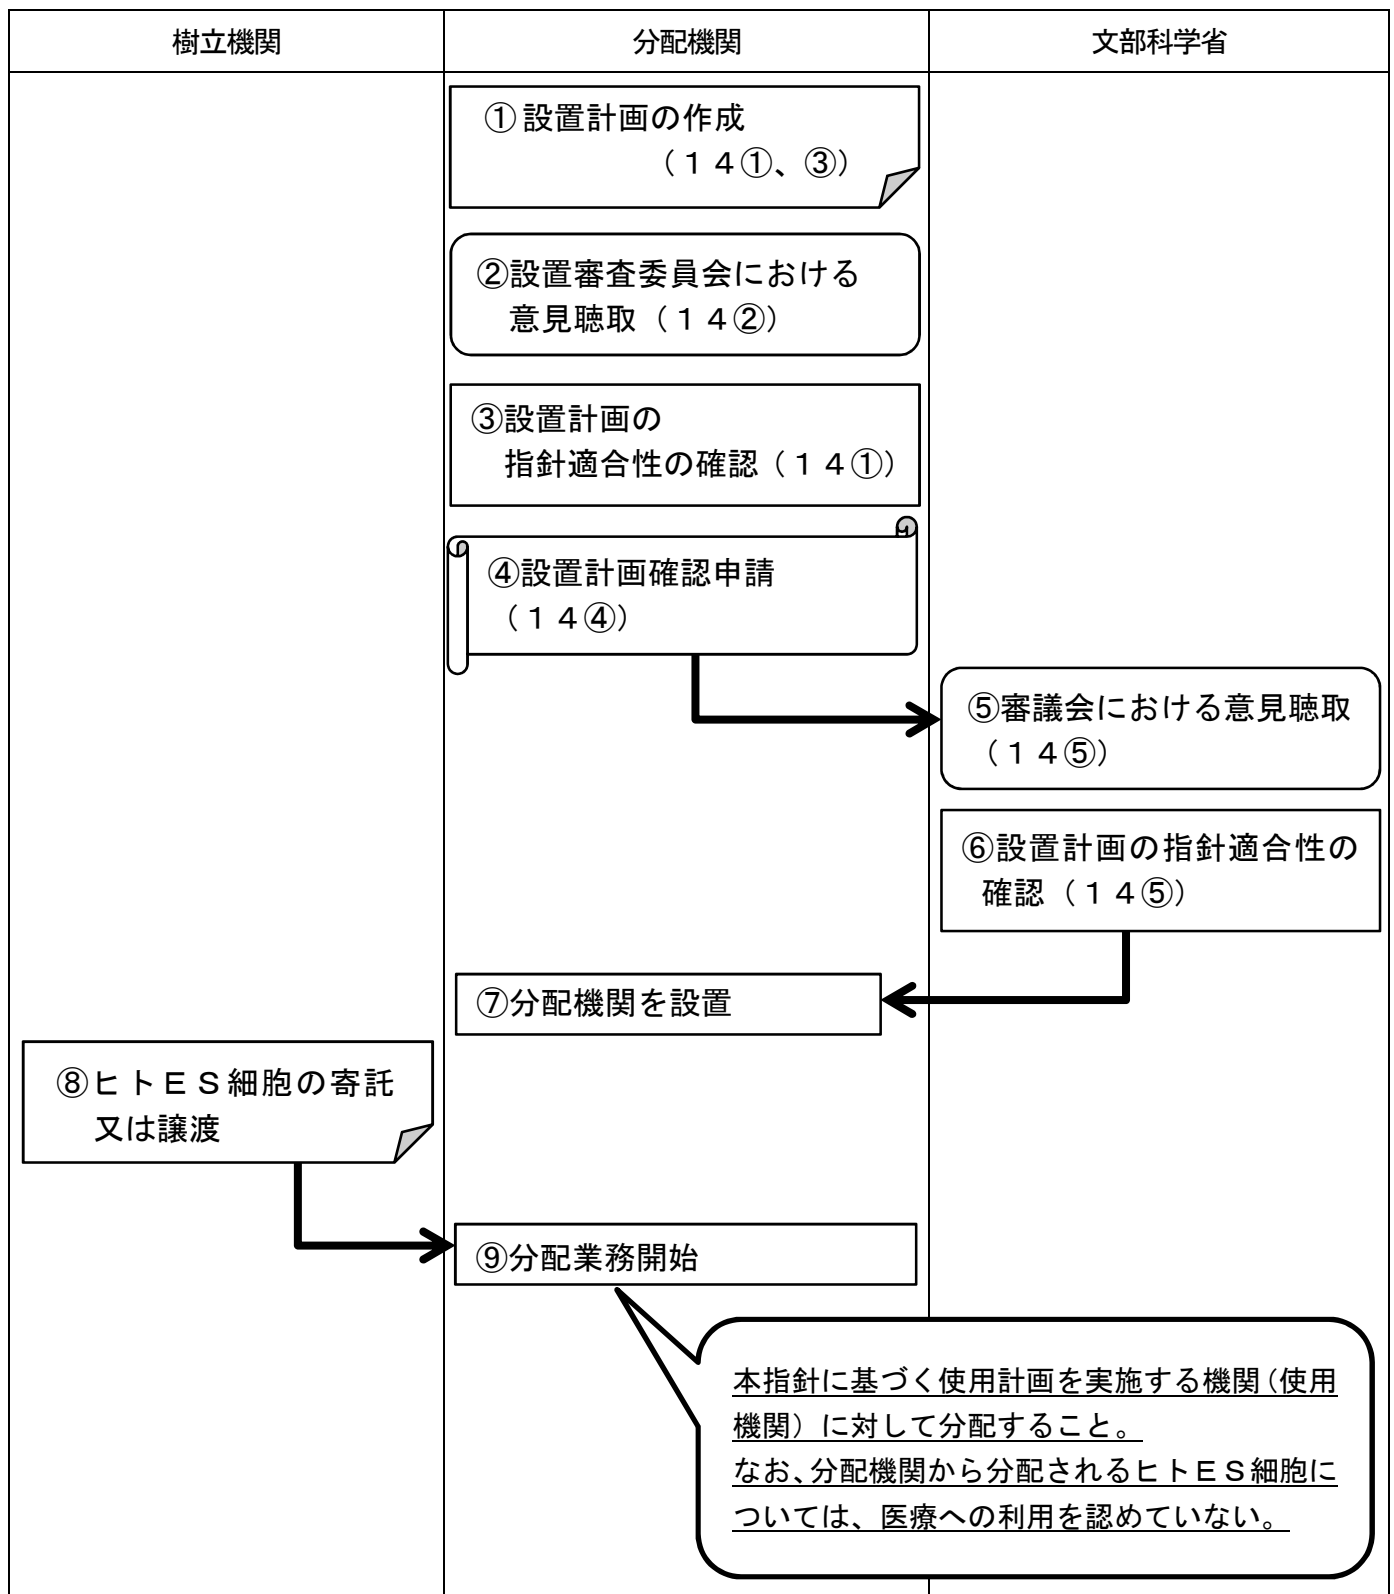 樹立機関
分配機関
文部科学省
①設置計画の作成
(14①、③)
②設置審査委員会における
意見聴取(14②)
③設置計画の
指針適合性の確認(14①)
④設置計画確認申請
(14④)
⑤審議会における意見聴取
(14⑤)
⑥設置計画の指針適合性の
確認(14⑤)
⑦分配機関を設置
⑧ヒトES細胞の寄託
又は譲渡
⑨分配業務開始
本指針に基づく使用計画を実施する機関(使用
機関)に対して分配すること。
なお、分配機関から分配されるヒトES細胞に
ついては、医療への利用を認めていない。